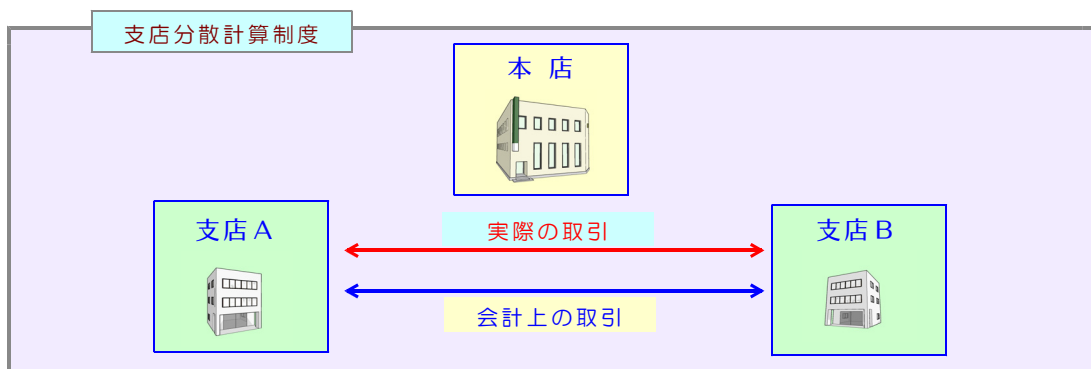 支店分散計算制度
本 店
支店A
実際の取引
支店B
会計上の取引